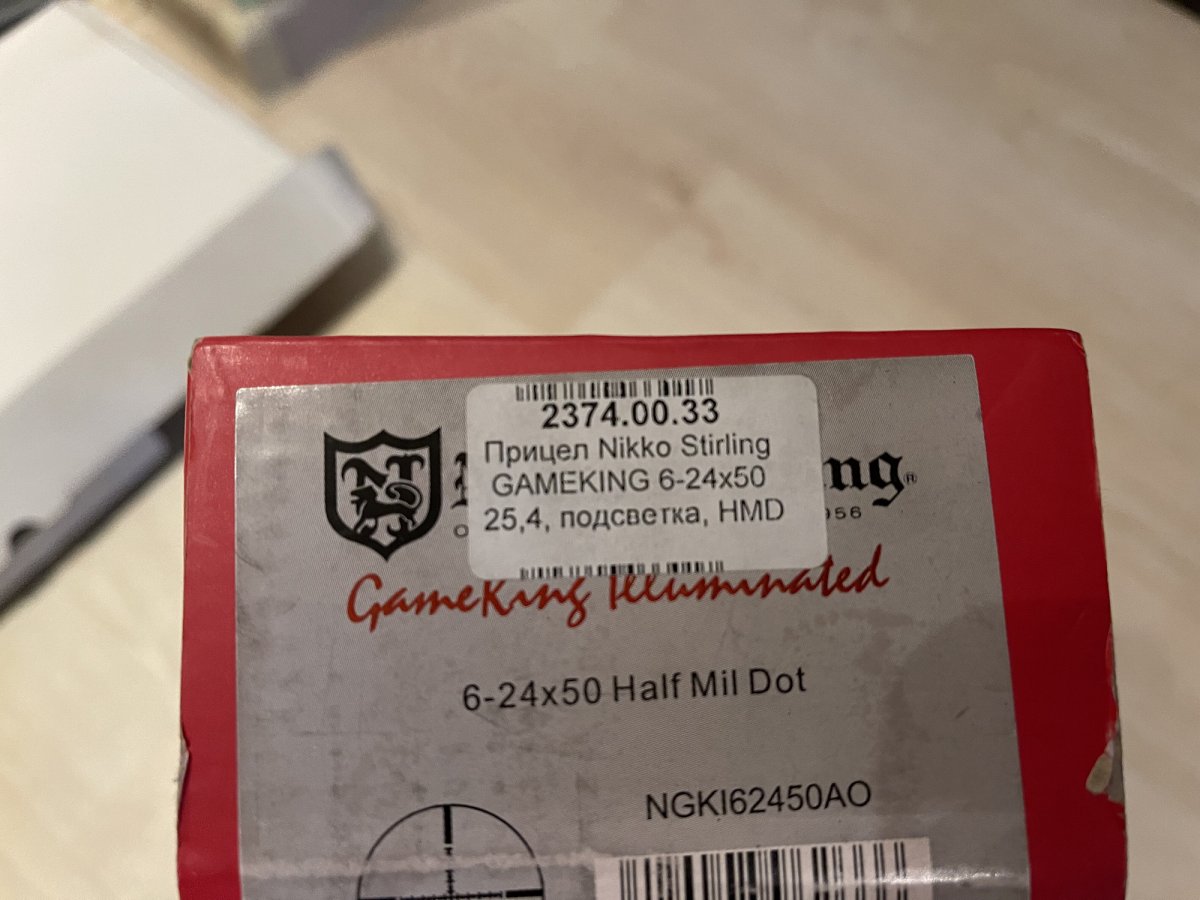 2374.00.33
Прицел Nikko Stirling
GAMEKING 6-24x50
25,4, подсветка, HMD
GameKing Illuminated
6-24x50 Half Mil Dot
NGKI62450AO